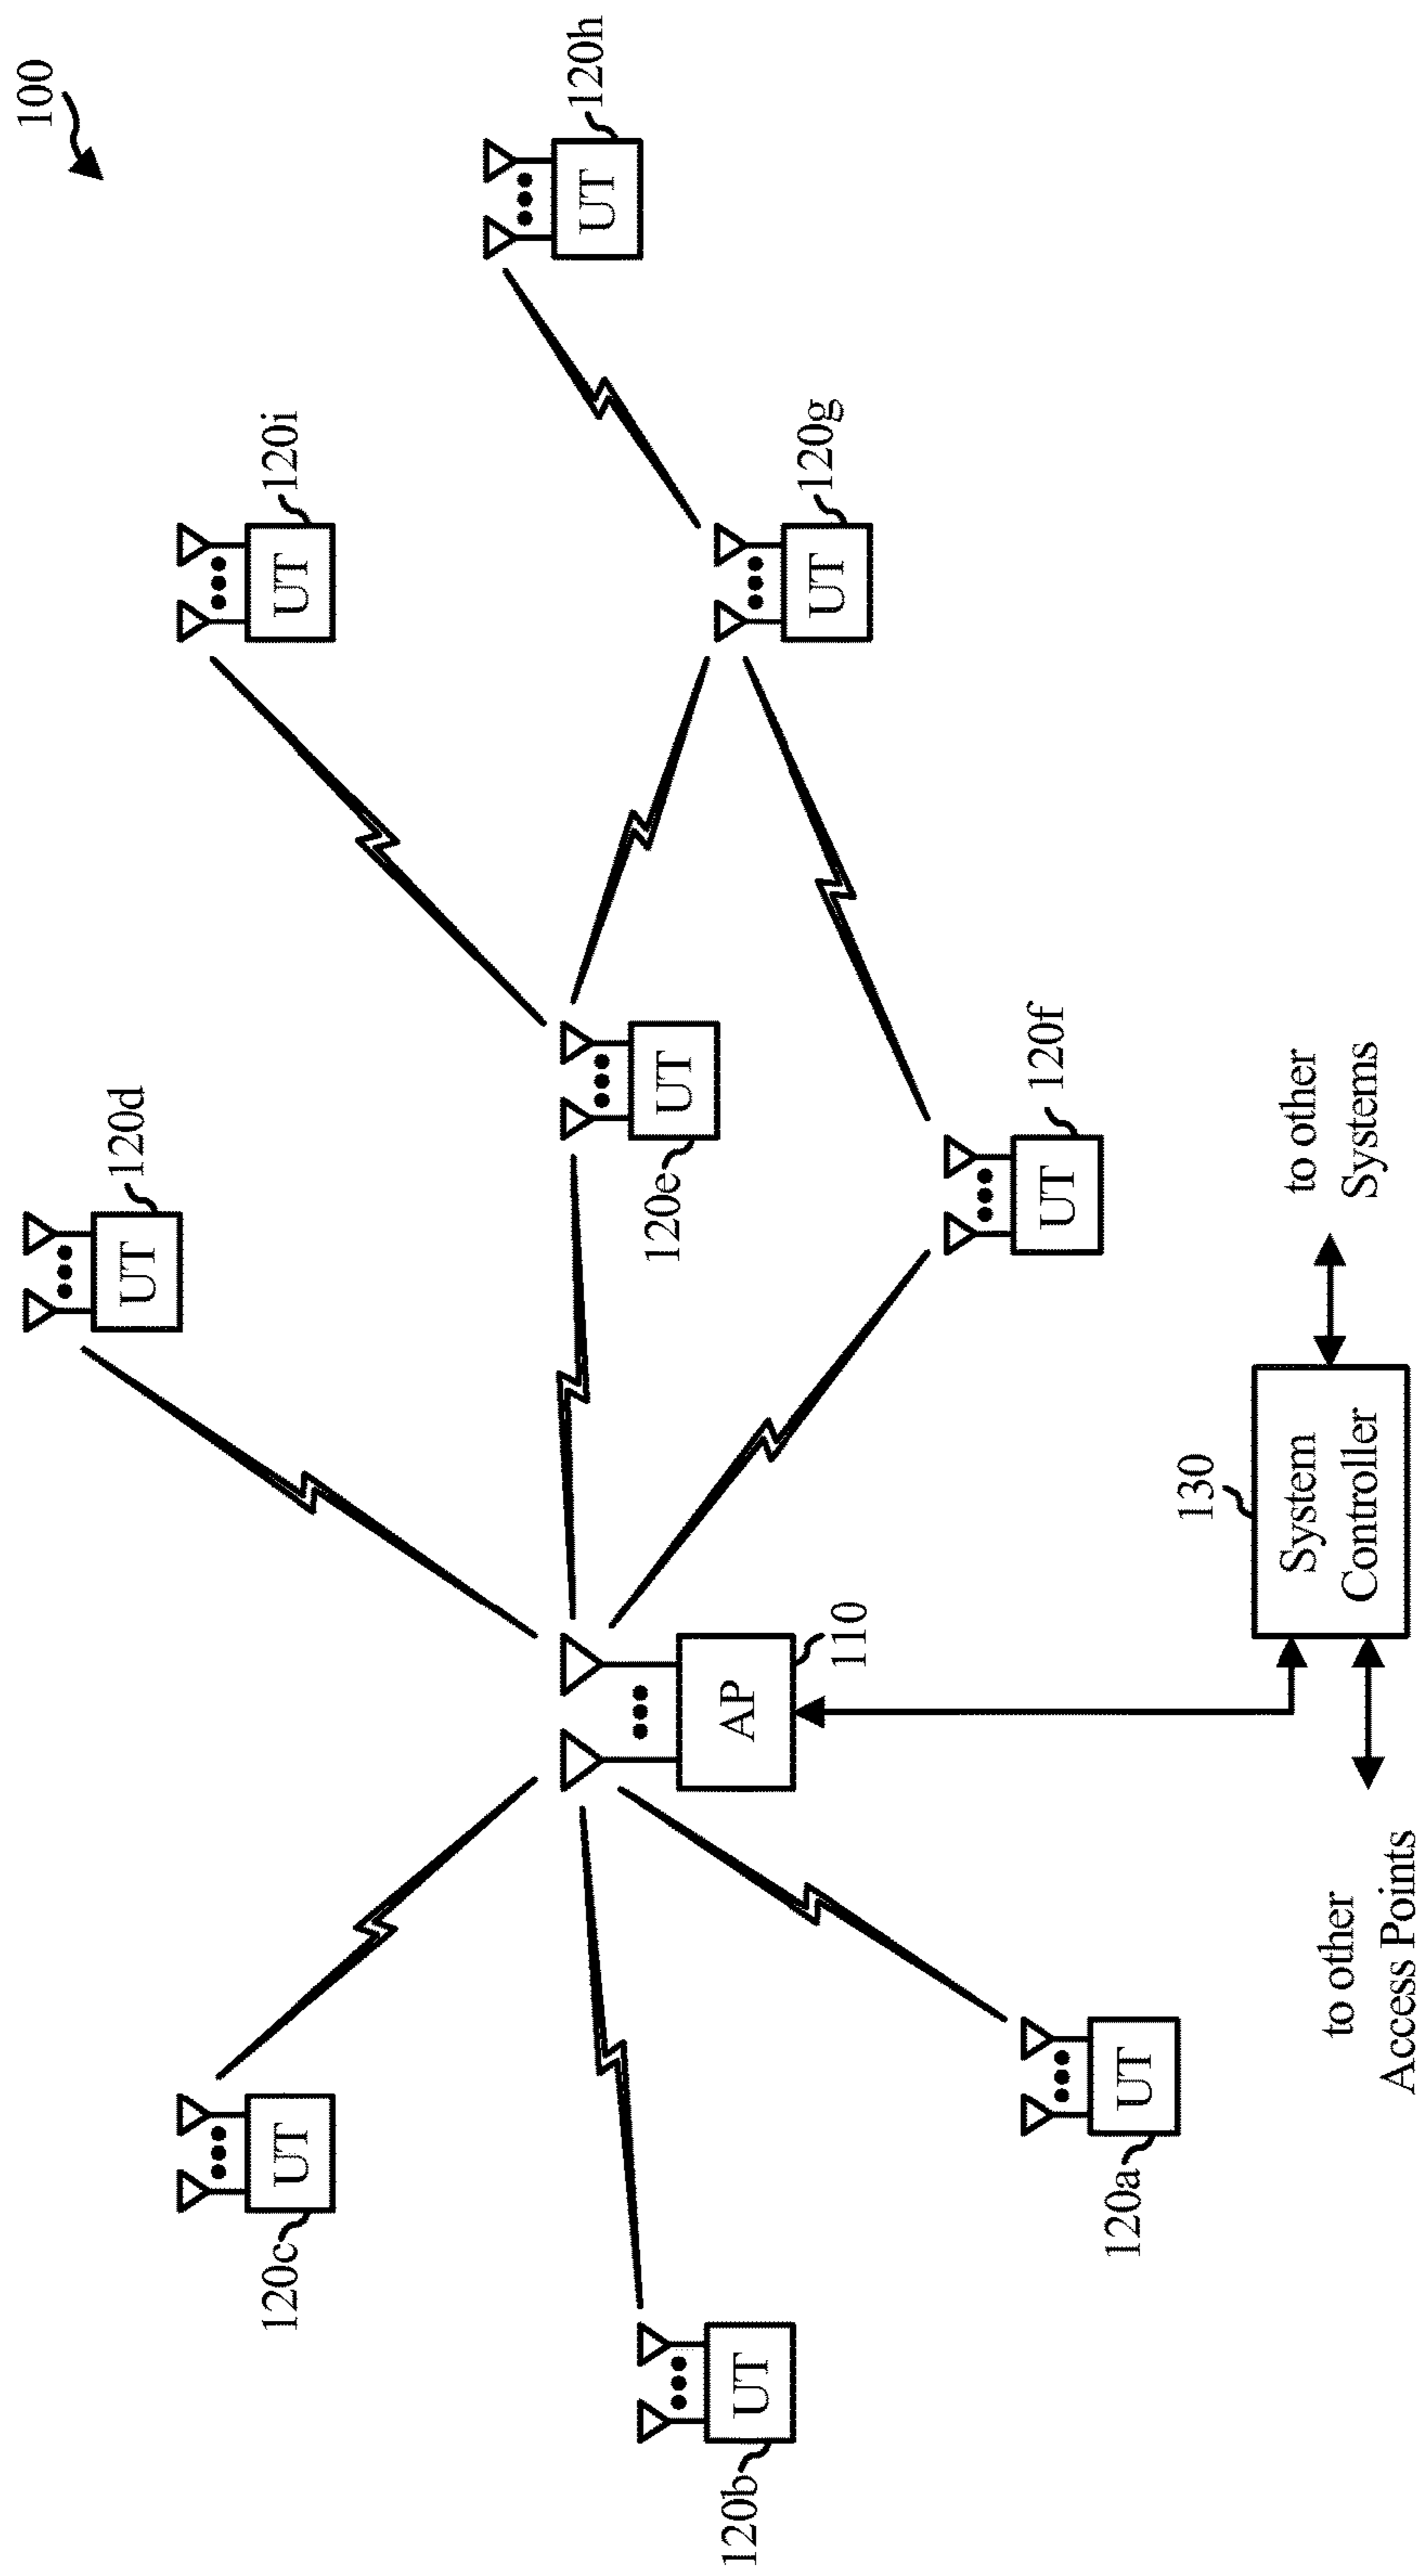 100
UT
120d
UT
120i
UT
120h
UT
120c
UT
120e
UT
120g
UT
120b
AP
110
UT
120f
UT
120a
130
System
Controller
to other
Systems
to other
Access Points